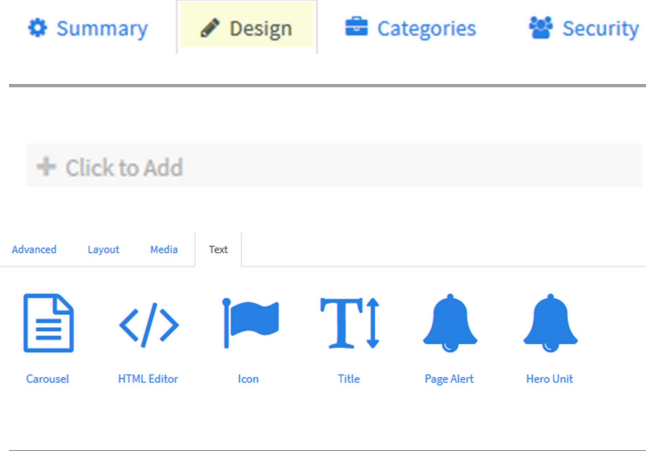 Summary Design Categories Security
Click to Add
Advanced Layout Media Text
Carousel HTML Editor Icon Title Page Alert Hero Unit